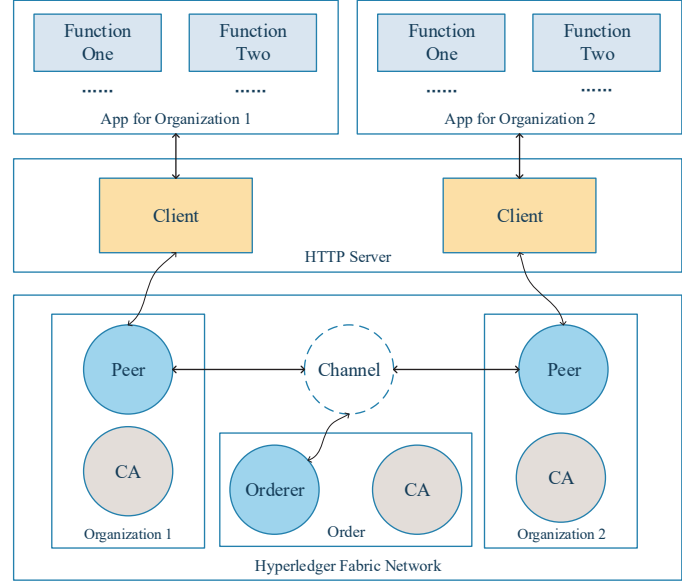 Function
One
Function
Two
......
......
App for Organization 1
Function
One
Function
Two
......
......
App for Organization 2
Client
Client
HTTP Server
Peer
Channel
Peer
CA
Organization 1
Orderer
CA
Order
CA
Organization 2
Hyperledger Fabric Network